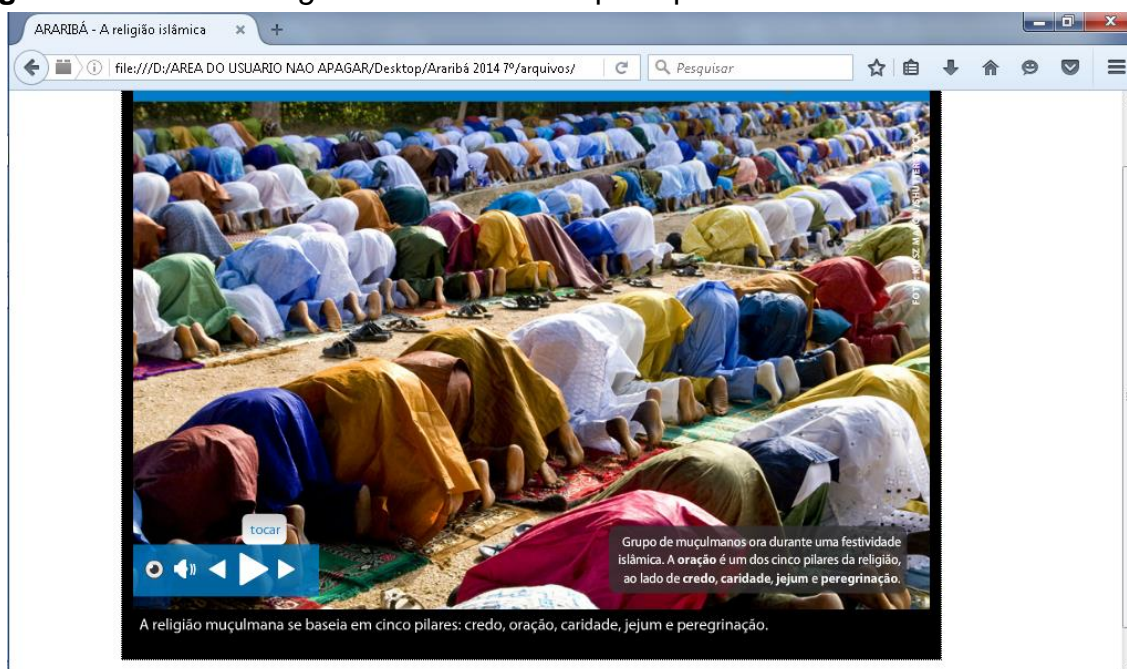 ARARIBÁ - A religião islâmica
file:///D:/AREA DO USUARIO NAO APAGAR/Desktop/Araribá 2014 7º/arquivos/
Pesquisar
tocar
Grupo de muçulmanos ora durante uma festividade
islâmica. A oração é um dos cinco pilares da religião,
ao lado de credo, caridade, jejum e peregrinação.
A religião muçulmana se baseia em cinco pilares: credo, oração, caridade, jejum e peregrinação.